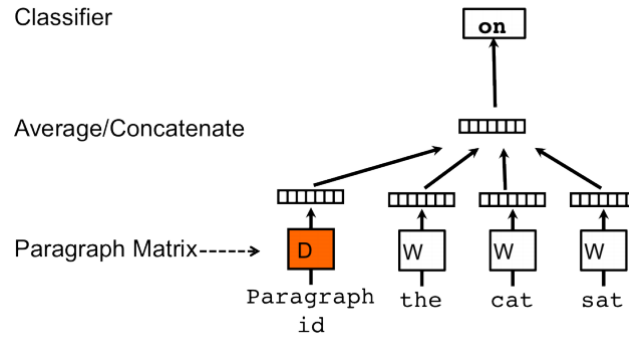 Classifier
on
Average/Concatenate
Paragraph Matrix
D
W
W
W
Paragraph
id
the
cat
sat